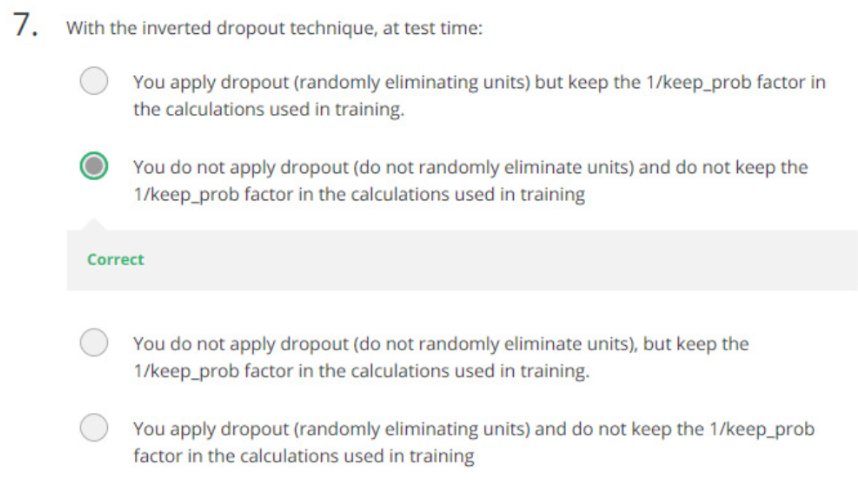 7. With the inverted dropout technique, at test time:
You apply dropout (randomly eliminating units) but keep the 1/keep_prob factor in
the calculations used in training.
You do not apply dropout (do not randomly eliminate units) and do not keep the
1/keep_prob factor in the calculations used in training
Correct
You do not apply dropout (do not randomly eliminate units), but keep the
1/keep_prob factor in the calculations used in training.
You apply dropout (randomly eliminating units) and do not keep the 1/keep_prob
factor in the calculations used in training